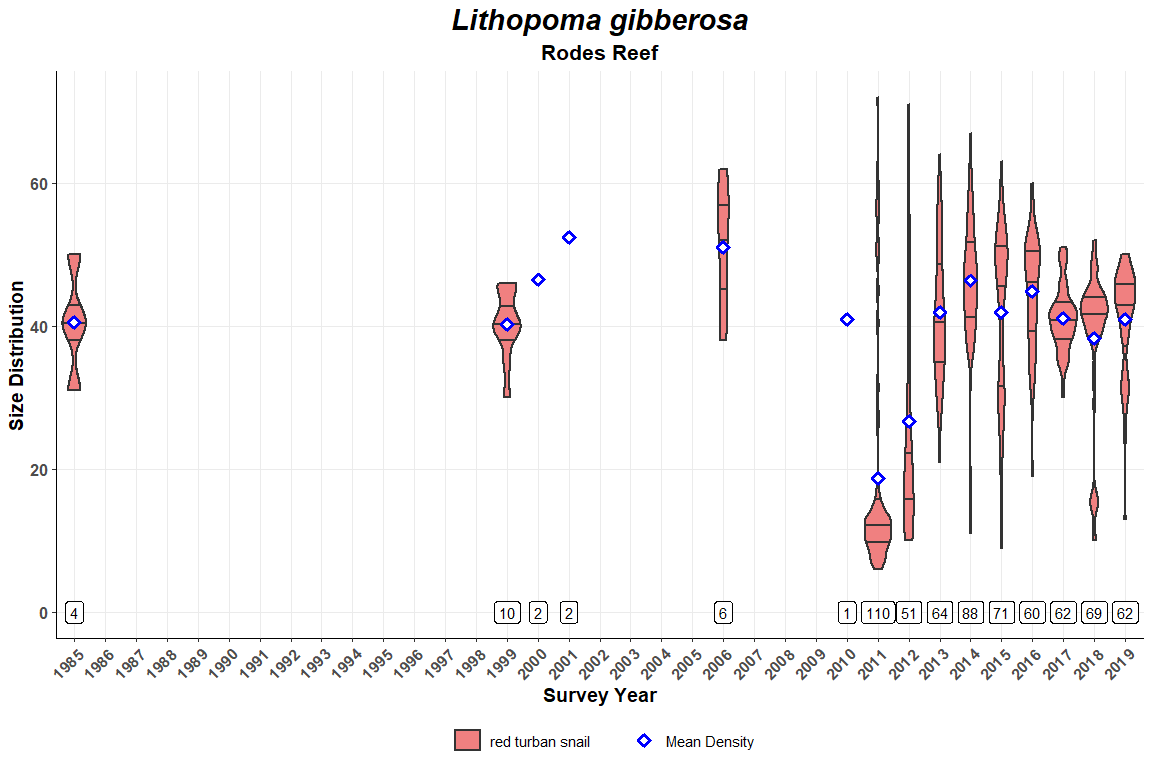 Lithopoma gibberosa
Rodes Reef
Size Distribution
60
40
20
0
4 10 2 2 6 1 110 51 64 88 71 60 62 69 62
1985 1986 1987 1988 1989 1990 1991 1992 1993 1994 1995 1996 1997 1998 1999 2000 2001 2002 2003 2004 2005 2006 2007 2008 2009 2010 2011 2012 2013 2014 2015 2016 2017 2018 2019
Survey Year
red turban snail Mean Density